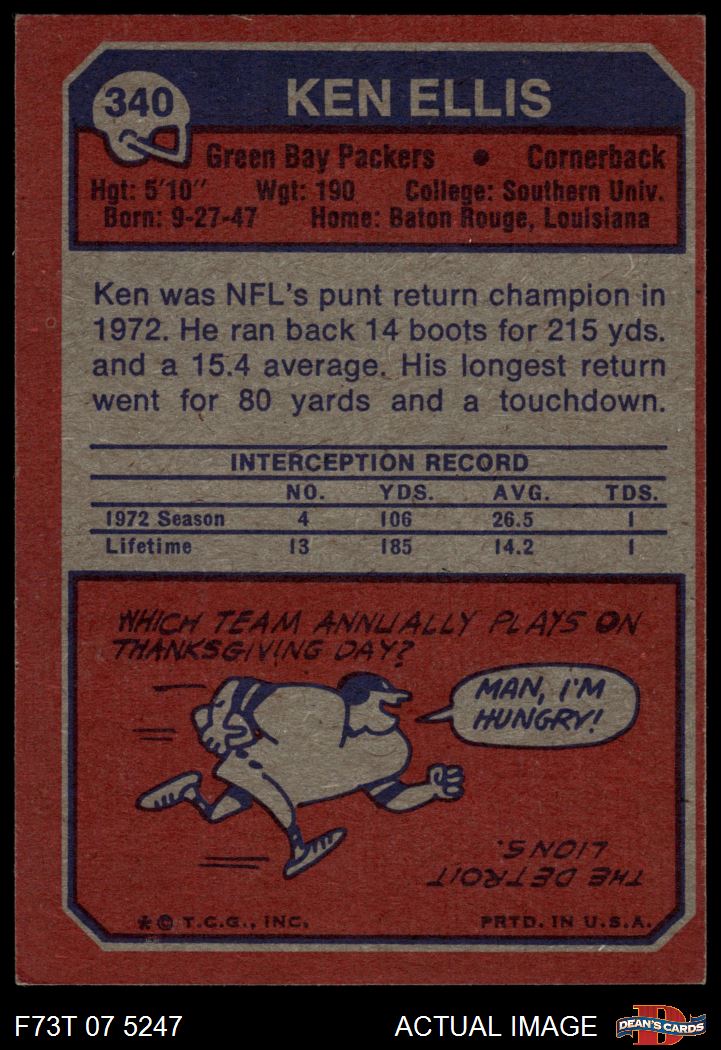 340
KEN ELLIS
Green Bay Packers • Cornerback
Hgt: 5'10" Wgt: 190 College: Southern Univ.
Born: 9-27-47 Home: Baton Rouge, Louisiana
Ken was NFL's punt return champion in
1972. He ran back 14 boots for 215 yds.
and a 15.4 average. His longest return
went for 80 yards and a touchdown.
INTERCEPTION RECORD
NO. YDS. AVG. TDS.
1972 Season 4 106 26.5 1
Lifetime 13 185 14.2 1
WHICH TEAM ANNUALLY PLAYS ON
THANKSGIVING DAY?
MAN, I'M
HUNGRY!
THE DETROIT
LIONS.
* © T.C.G., INC. PRTD. IN U.S.A.
F73T 07 5247 ACTUAL IMAGE
D
DEAN'S CARDS